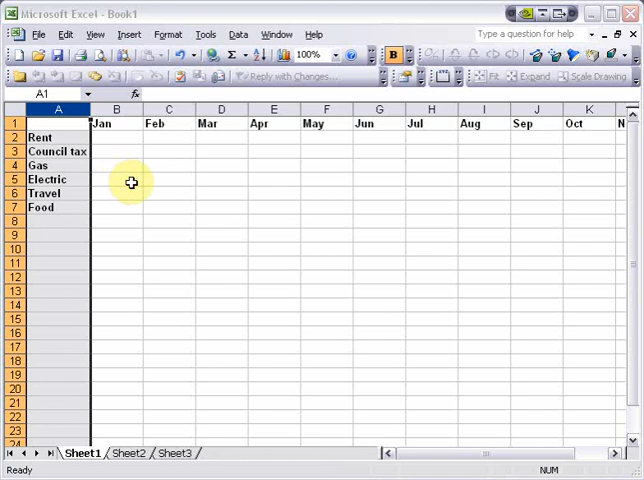 Microsoft Excel - Book1
File Edit View Insert Format Tools Data Window Help Type a question for help
100% B Fit Expand Scale Drawing
Reply with Changes...
A1 fx
A B C D E F G H I J K
1 Jan Feb Mar Apr May Jun Jul Aug Sep Oct N
2 Rent
3 Council tax
4 Gas
5 Electric
6 Travel
7 Food
8
9
10
11
12
13
14
15
16
17
18
19
20
21
22
23
24
Sheet1 Sheet2 Sheet3
Ready NUM